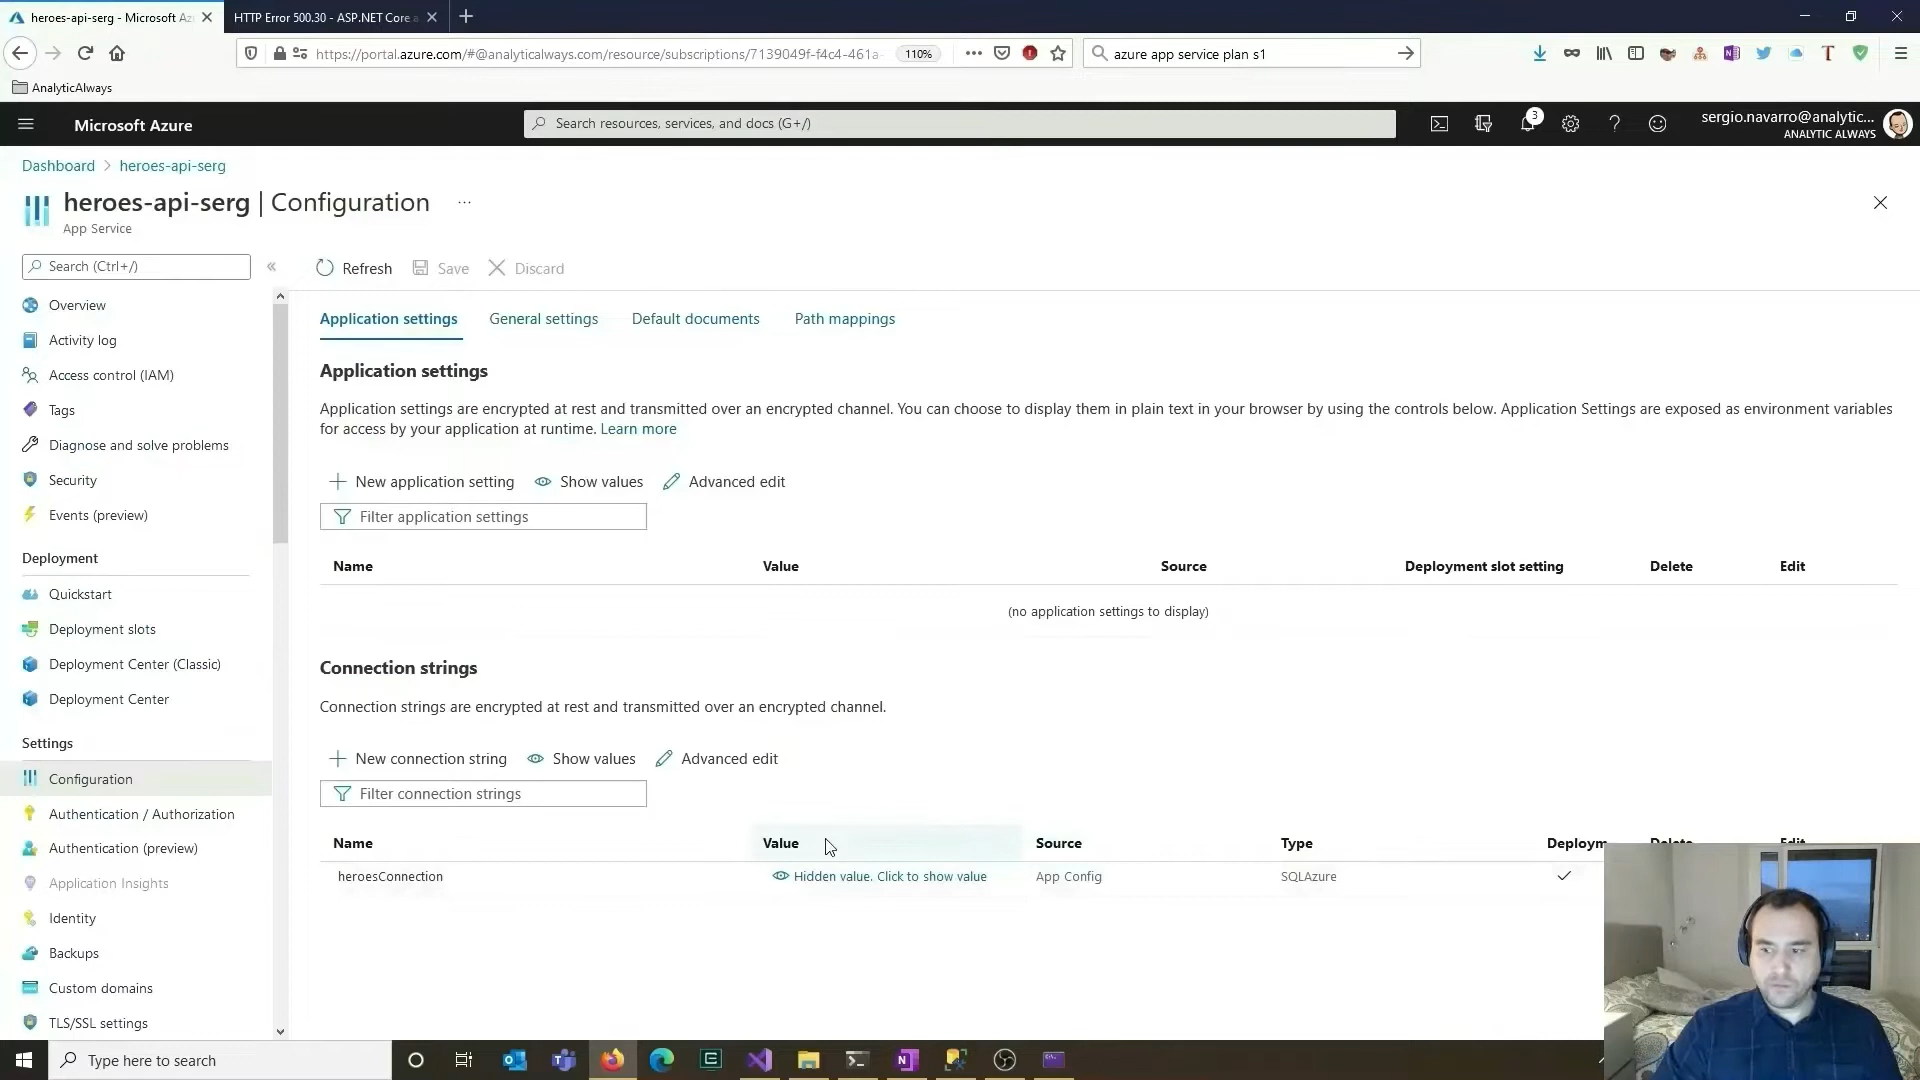 heroes-api-serg - Microsoft Az
HTTP Error 500.30 - ASP.NET Core a
https://portal.azure.com/#@analyticalways.com/resource/subscriptions/7139049f-f4c4-461a-
110%
azure app service plan s1
AnalyticAlways
Microsoft Azure
Search resources, services, and docs (G+/)
3
sergio.navarro@analytic...
ANALYTIC ALWAYS
Dashboard > heroes-api-serg
heroes-api-serg | Configuration ...
App Service
Search (Ctrl+/)
Refresh
Save
Discard
Overview
Activity log
Access control (IAM)
Tags
Diagnose and solve problems
Security
Events (preview)
Deployment
Quickstart
Deployment slots
Deployment Center (Classic)
Deployment Center
Settings
Configuration
Authentication / Authorization
Authentication (preview)
Application Insights
Identity
Backups
Custom domains
TLS/SSL settings
Application settings
General settings
Default documents
Path mappings
Application settings
Application settings are encrypted at rest and transmitted over an encrypted channel. You can choose to display them in plain text in your browser by using the controls below. Application Settings are exposed as environment variables
for access by your application at runtime. Learn more
New application setting
Show values
Advanced edit
Filter application settings
Name Value Source Deployment slot setting Delete Edit
(no application settings to display)
Connection strings
Connection strings are encrypted at rest and transmitted over an encrypted channel.
New connection string
Show values
Advanced edit
Filter connection strings
Name Value Source Type Deploym Delete Edit
heroesConnection Hidden value. Click to show value App Config SQLAzure
Type here to search